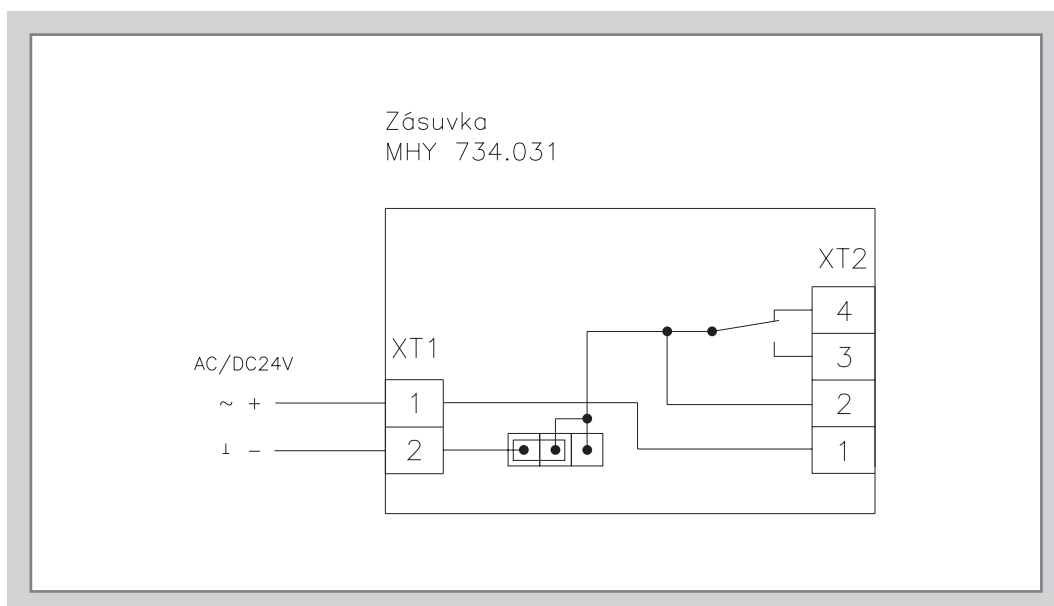 Zásuvka
MHY 734.031
XT2
4
XT1
3
AC/DC24V
1
2
~ +
2
1
⊥ −